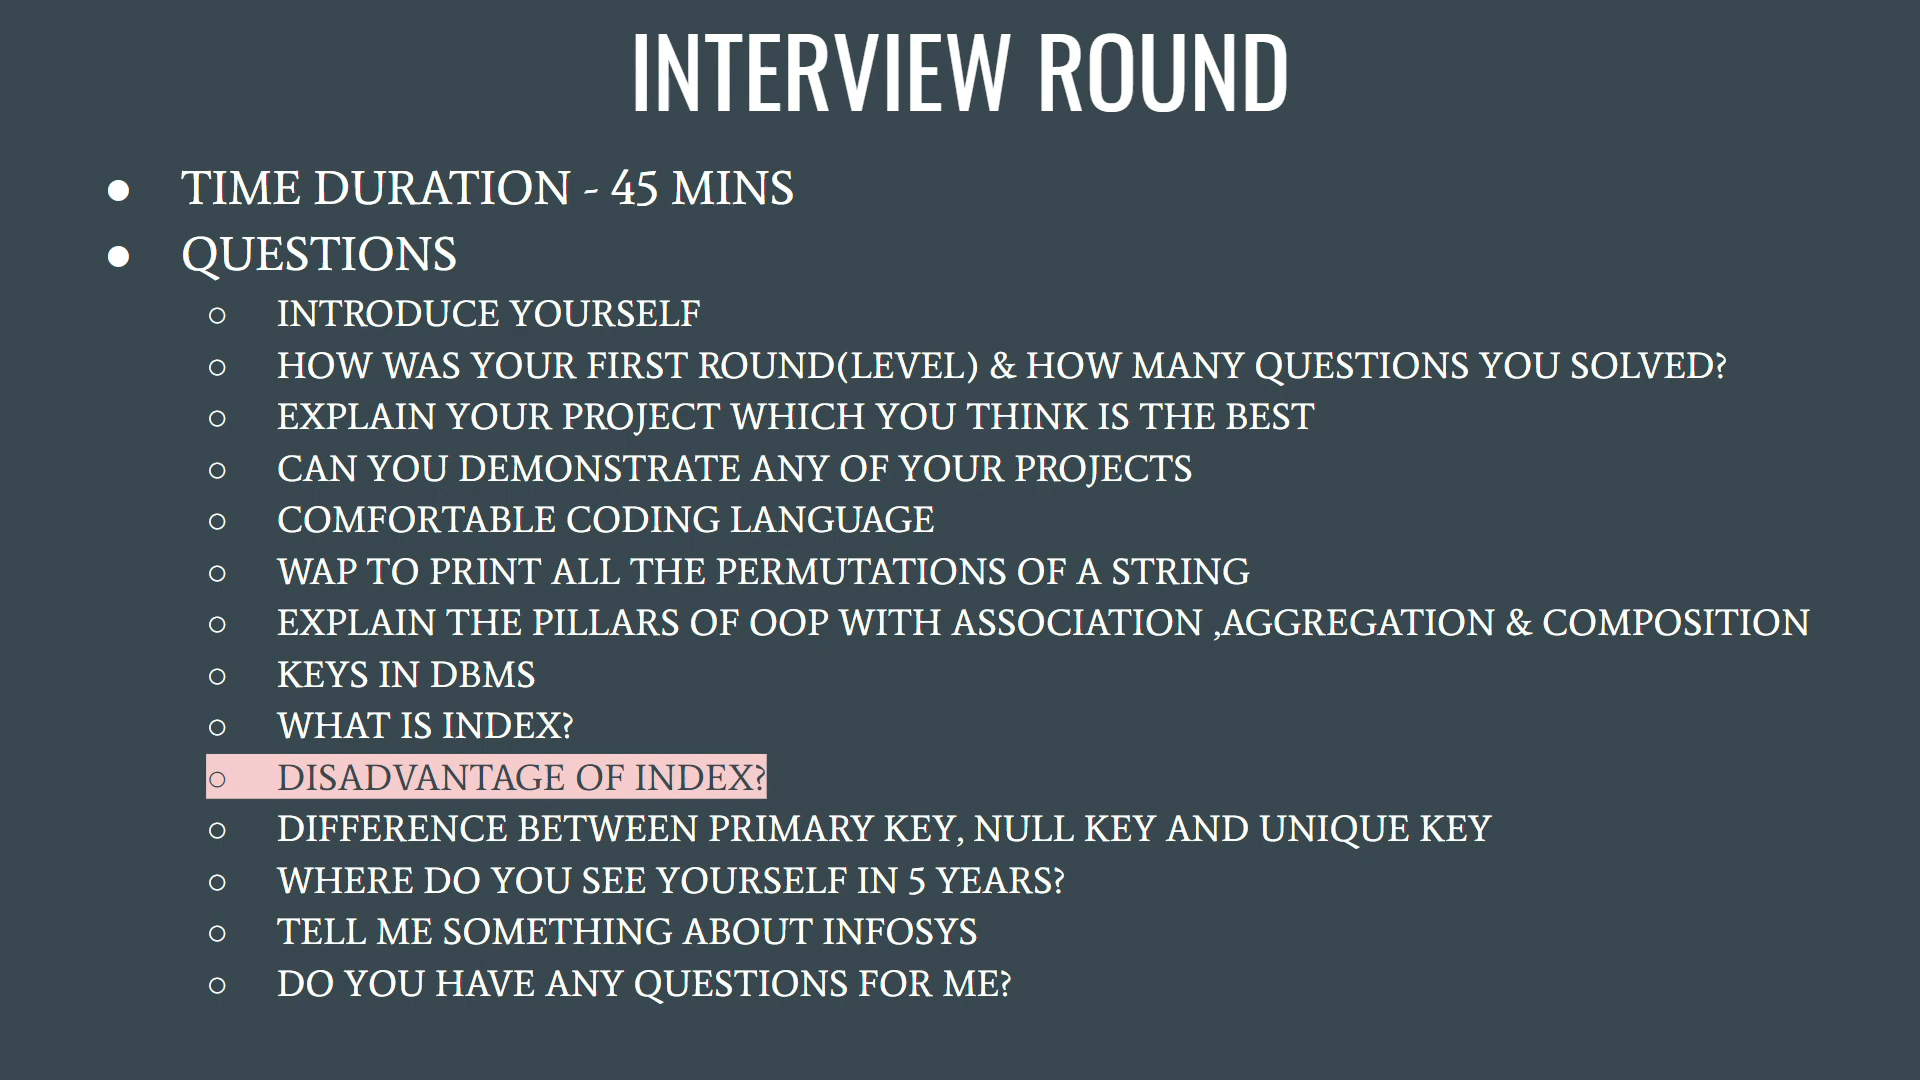 INTERVIEW ROUND
● TIME DURATION - 45 MINS
● QUESTIONS
○ INTRODUCE YOURSELF
○ HOW WAS YOUR FIRST ROUND(LEVEL) & HOW MANY QUESTIONS YOU SOLVED?
○ EXPLAIN YOUR PROJECT WHICH YOU THINK IS THE BEST
○ CAN YOU DEMONSTRATE ANY OF YOUR PROJECTS
○ COMFORTABLE CODING LANGUAGE
○ WAP TO PRINT ALL THE PERMUTATIONS OF A STRING
○ EXPLAIN THE PILLARS OF OOP WITH ASSOCIATION ,AGGREGATION & COMPOSITION
○ KEYS IN DBMS
○ WHAT IS INDEX?
○ DISADVANTAGE OF INDEX?
○ DIFFERENCE BETWEEN PRIMARY KEY, NULL KEY AND UNIQUE KEY
○ WHERE DO YOU SEE YOURSELF IN 5 YEARS?
○ TELL ME SOMETHING ABOUT INFOSYS
○ DO YOU HAVE ANY QUESTIONS FOR ME?